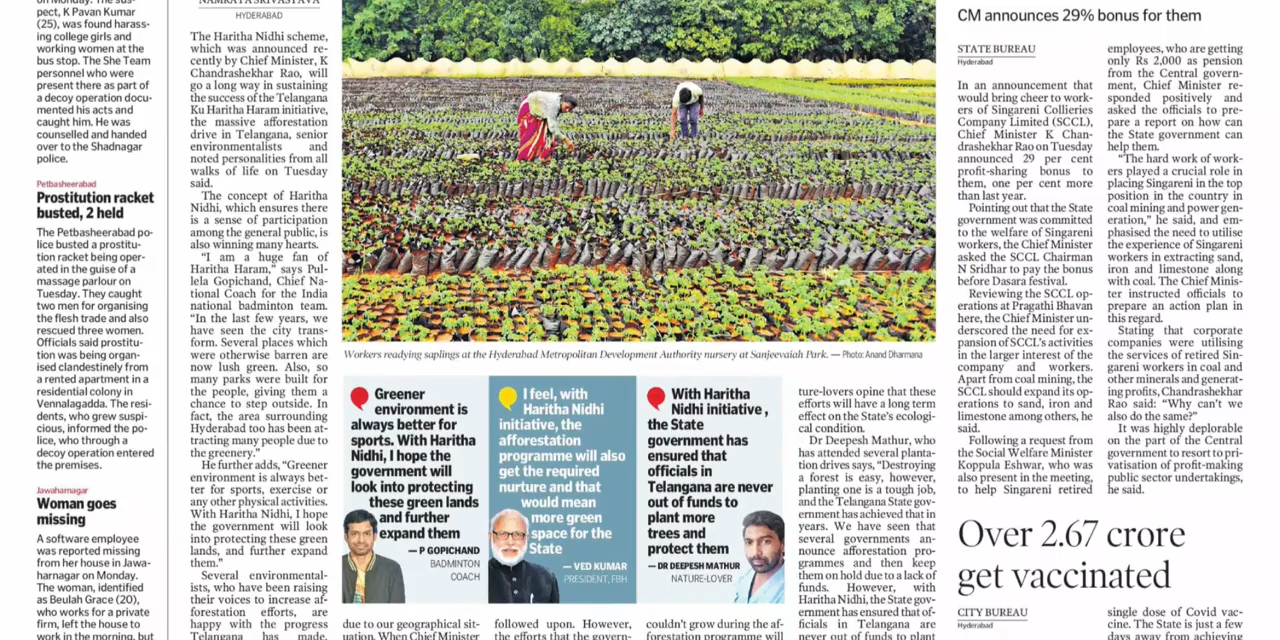 on Monday. The sus-
pect, K Pavan Kumar
(25), was found harass-
ing college girls and
working women at the
bus stop. The She Team
personnel who were
present there as part of
a decoy operation docu-
mented his acts and
caught him. He was
counselled and handed
over to the Shadnagar
police.
Petbasheerabad
Prostitution racket
busted, 2 held
The Petbasheerabad po-
lice busted a prostitu-
tion racket being oper-
ated in the guise of a
massage parlour on
Tuesday. They caught
two men for organising
the flesh trade and also
rescued three women.
Officials said prostitu-
tion was being organ-
ised clandestinely from
a rented apartment in a
residential colony in
Vennalagadda. The resi-
dents, who grew suspi-
cious, informed the po-
lice, who through a
decoy operation entered
the premises.
Jawaharnagar
Woman goes
missing
A software employee
was reported missing
from her house in Jawa-
harnagar on Monday.
The woman, identified
as Beulah Grace (20),
who works for a private
firm, left the house to
work in the morning, but
NAMRATA SRIVASTAVA
HYDERABAD
The Haritha Nidhi scheme,
which was announced re-
cently by Chief Minister, K
Chandrashekhar Rao, will
go a long way in sustaining
the success of the Telangana
Ku Haritha Haram initiative,
the massive afforestation
drive in Telangana, senior
environmentalists and
noted personalities from all
walks of life on Tuesday
said.
The concept of Haritha
Nidhi, which ensures there
is a sense of participation
among the general public, is
also winning many hearts.
"I am a huge fan of
Haritha Haram," says Pul-
lela Gopichand, Chief Na-
tional Coach for the India
national badminton team.
"In the last few years, we
have seen the city trans-
form. Several places which
were otherwise barren are
now lush green. Also, so
many parks were built for
the people, giving them a
chance to step outside. In
fact, the area surrounding
Hyderabad too has been at-
tracting many people due to
the greenery."
He further adds, "Greener
environment is always bet-
ter for sports, exercise or
any other physical activities.
With Haritha Nidhi, I hope
the government will look
into protecting these green
lands, and further expand
them."
Several environmental-
ists, who have been raising
their voices to increase af-
forestation efforts, are
happy with the progress
Telangana has made.
Workers readying saplings at the Hyderabad Metropolitan Development Authority nursery at Sanjeevaiah Park. — Photo: Anand Dharmana
Greener
environment is
always better for
sports. With Haritha
Nidhi, I hope the
government will
look into protecting
these green lands
and further
expand them
— P GOPICHAND
BADMINTON
COACH
I feel, with
Haritha Nidhi
initiative, the
afforestation
programme will also
get the required
nurture and that
would mean
more green
space for the
State
— VED KUMAR
PRESIDENT, FBH
With Haritha
Nidhi initiative ,
the State
government has
ensured that
officials in
Telangana are never
out of funds to
plant more
trees and
protect them
— DR DEEPESH MATHUR
NATURE-LOVER
due to our geographical sit-
uation. When Chief Minister
followed upon. However,
the efforts that the govern-
couldn't grow during the af-
forestation programme will
ture-lovers opine that these
efforts will have a long term
effect on the State's ecologi-
cal condition.
Dr Deepesh Mathur, who
has attended several planta-
tion drives says, "Destroying
a forest is easy, however,
planting one is a tough job,
and the Telangana State gov-
ernment has achieved that in
years. We have seen that
several governments an-
nounce afforestation pro-
grammes and then keep
them on hold due to a lack of
funds. However, with
Haritha Nidhi, the State gov-
ernment has ensured that of-
ficials in Telangana are
never out of funds to plant
CM announces 29% bonus for them
STATE BUREAU
Hyderabad
In an announcement that
would bring cheer to work-
ers of Singareni Collieries
Company Limited (SCCL),
Chief Minister K Chan-
drashekhar Rao on Tuesday
announced 29 per cent
profit-sharing bonus to
them, one per cent more
than last year.
Pointing out that the State
government was committed
to the welfare of Singareni
workers, the Chief Minister
asked the SCCL Chairman
N Sridhar to pay the bonus
before Dasara festival.
Reviewing the SCCL op-
erations at Pragathi Bhavan
here, the Chief Minister un-
derscored the need for ex-
pansion of SCCL's activities
in the larger interest of the
company and workers.
Apart from coal mining, the
SCCL should expand its op-
erations to sand, iron and
limestone among others, he
said.
Following a request from
the Social Welfare Minister
Koppula Eshwar, who was
also present in the meeting,
to help Singareni retired
employees, who are getting
only Rs 2,000 as pension
from the Central govern-
ment, Chief Minister re-
sponded positively and
asked the officials to pre-
pare a report on how can
the State government can
help them.
"The hard work of work-
ers played a crucial role in
placing Singareni in the top
position in the country in
coal mining and power gen-
eration," he said, and em-
phasised the need to utilise
the experience of Singareni
workers in extracting sand,
iron and limestone along
with coal. The Chief Minis-
ter instructed officials to
prepare an action plan in
this regard.
Stating that corporate
companies were utilising
the services of retired Sin-
gareni workers in coal and
other minerals and generat-
ing profits, Chandrashekhar
Rao said: "Why can't we
also do the same?"
It was highly deplorable
on the part of the Central
government to resort to pri-
vatisation of profit-making
public sector undertakings,
he said.
Over 2.67 crore
get vaccinated
CITY BUREAU
Hyderabad
single dose of Covid vac-
cine. The State is just a few
days away from achieving